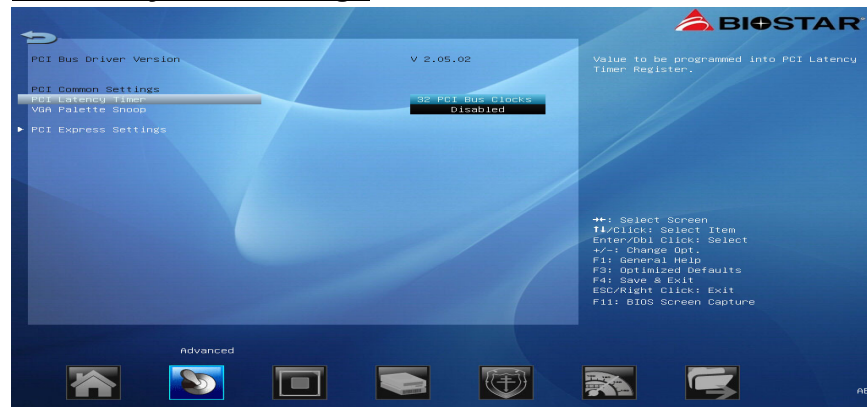 BIOSTAR
PCI Bus Driver Version V 2.05.02
PCI Common Settings
PCI Latency Timer 32 PCI Bus Clocks
VGA Palette Snoop Disabled
PCI Express Settings
Value to be programmed into PCI Latency
Timer Register.
→←: Select Screen
↑↓/Click: Select Item
Enter/Dbl Click: Select
+/-: Change Opt.
F1: General Help
F3: Optimized Defaults
F4: Save & Exit
ESC/Right Click: Exit
F11: BIOS Screen Capture
Advanced